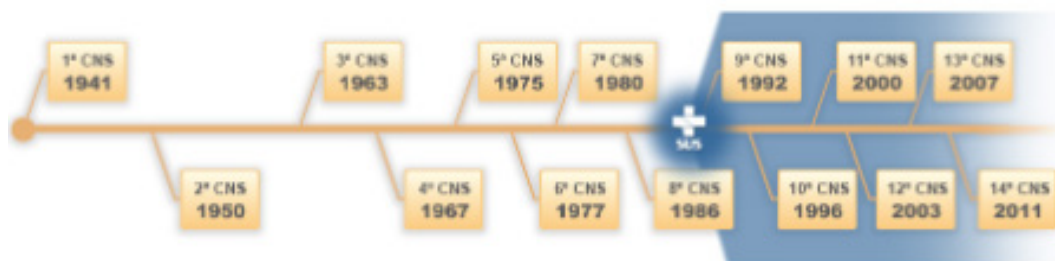 1ª CNS
1941
2ª CNS
1950
3ª CNS
1963
4ª CNS
1967
5ª CNS
1975
6ª CNS
1977
7ª CNS
1980
8ª CNS
1986
SUS
9ª CNS
1992
10ª CNS
1996
11ª CNS
2000
12ª CNS
2003
13ª CNS
2007
14ª CNS
2011